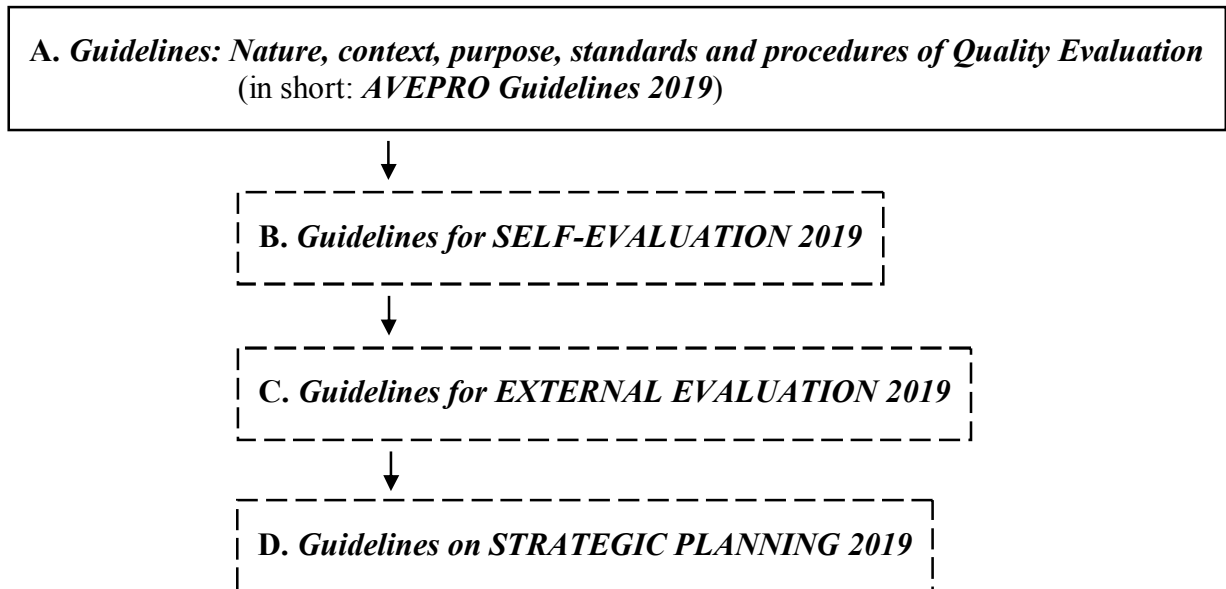 A. Guidelines: Nature, context, purpose, standards and procedures of Quality Evaluation
(in short: AVEPRO Guidelines 2019)
B. Guidelines for SELF-EVALUATION 2019
C. Guidelines for EXTERNAL EVALUATION 2019
D. Guidelines on STRATEGIC PLANNING 2019